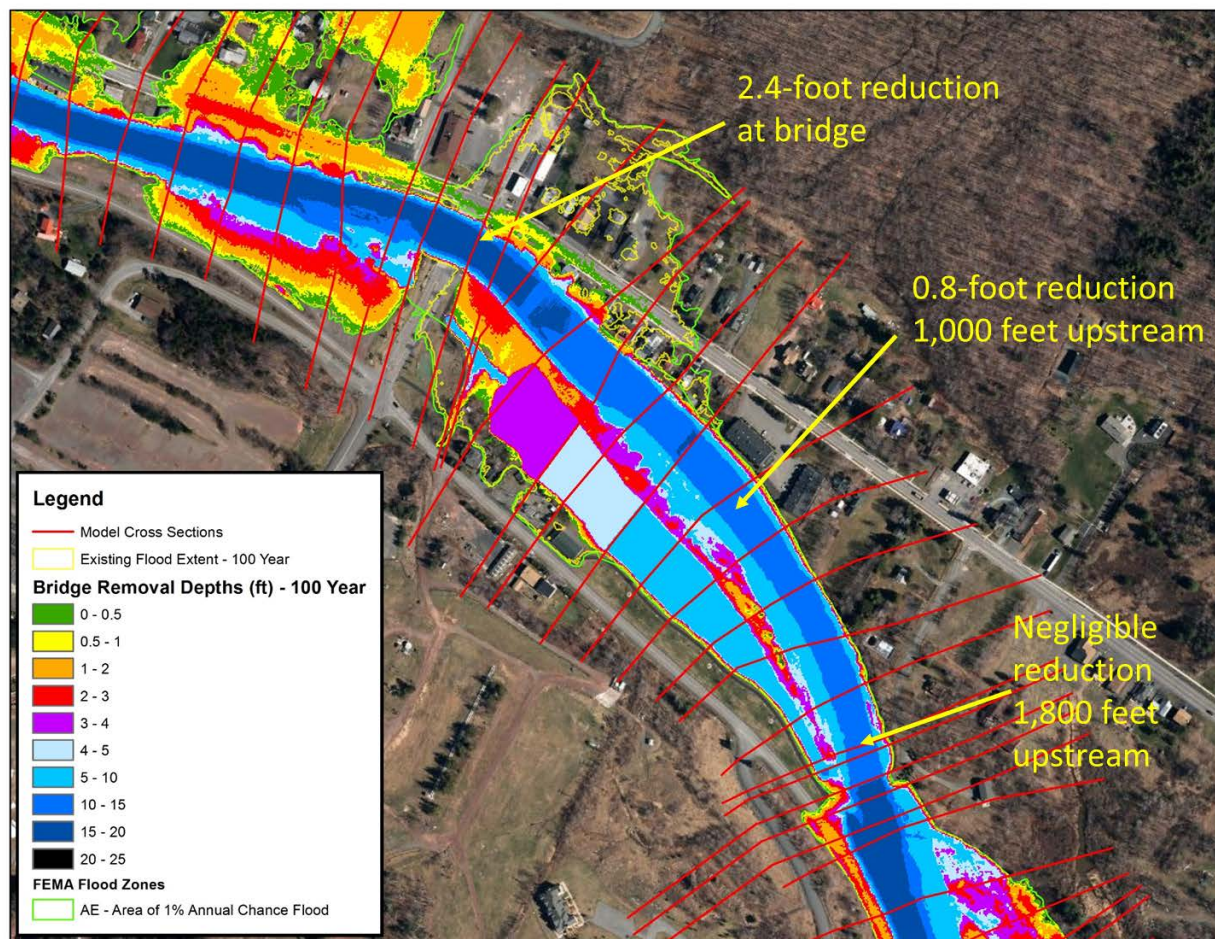 2.4-foot reduction
at bridge
0.8-foot reduction
1,000 feet upstream
Negligible
reduction
1,800 feet
upstream
Legend
Model Cross Sections
Existing Flood Extent - 100 Year
Bridge Removal Depths (ft) - 100 Year
0 - 0.5
0.5 - 1
1 - 2
2 - 3
3 - 4
4 - 5
5 - 10
10 - 15
15 - 20
20 - 25
FEMA Flood Zones
AE - Area of 1% Annual Chance Flood